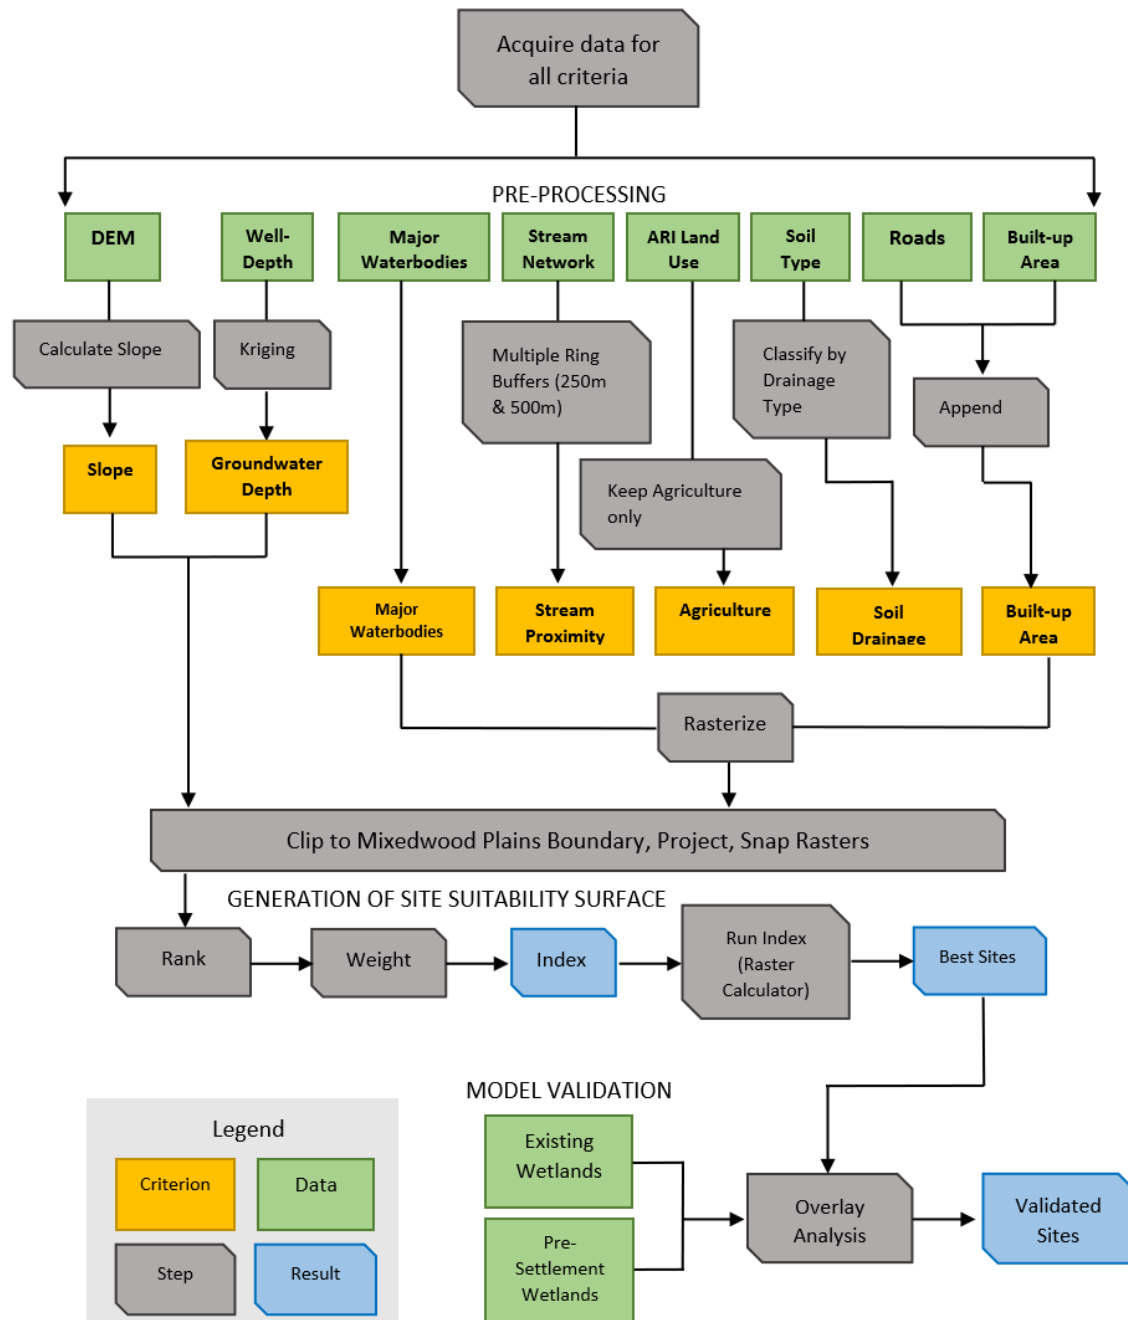 Acquire data for
all criteria
PRE-PROCESSING
DEM
Well-
Depth
Major
Waterbodies
Stream
Network
ARI Land
Use
Soil
Type
Roads
Built-up
Area
Calculate Slope
Kriging
Multiple Ring
Buffers (250m
& 500m)
Classify by
Drainage
Type
Append
Slope
Groundwater
Depth
Keep Agriculture
only
Major
Waterbodies
Stream
Proximity
Agriculture
Soil
Drainage
Built-up
Area
Rasterize
Clip to Mixedwood Plains Boundary, Project, Snap Rasters
GENERATION OF SITE SUITABILITY SURFACE
Rank
Weight
Index
Run Index
(Raster
Calculator)
Best Sites
MODEL VALIDATION
Existing
Wetlands
Pre-
Settlement
Wetlands
Overlay
Analysis
Validated
Sites
Legend
Criterion
Data
Step
Result